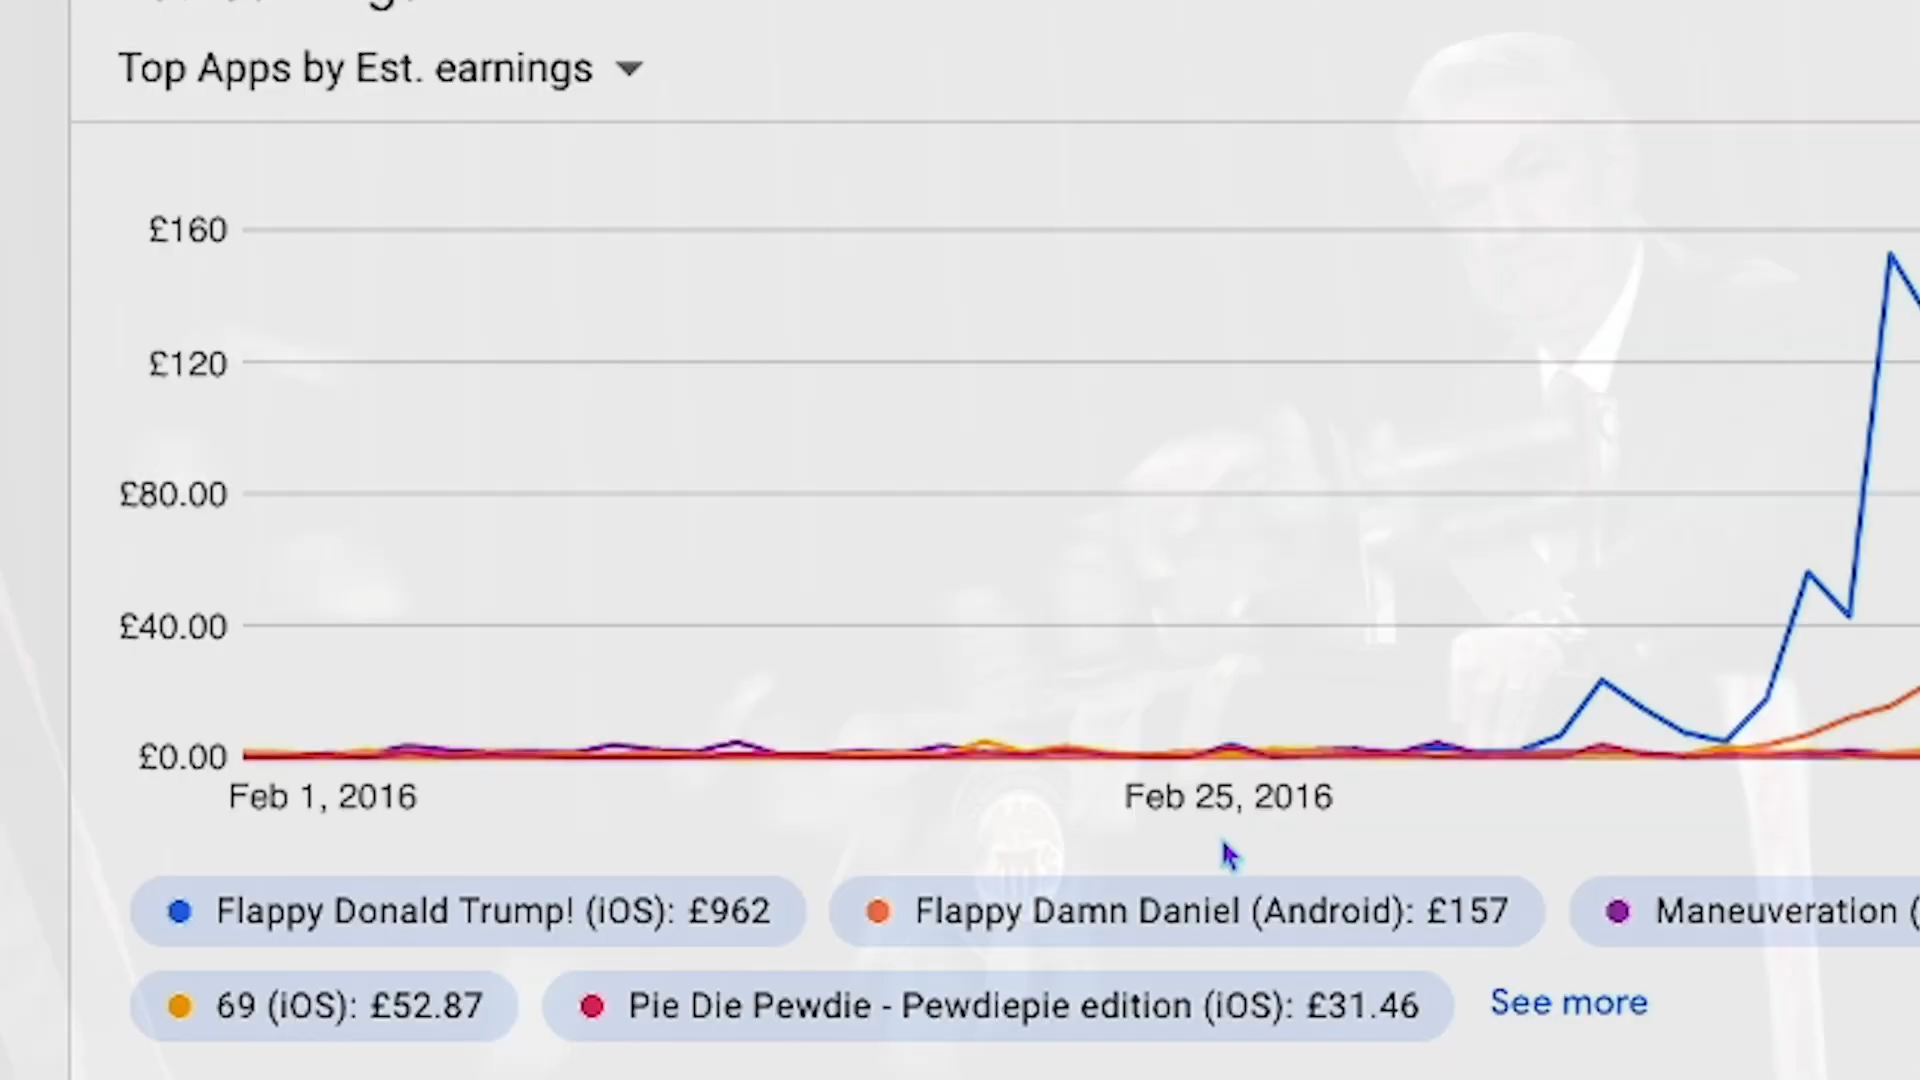 Top Apps by Est. earnings
£160
£120
£80.00
£40.00
£0.00
Feb 1, 2016 Feb 25, 2016
Flappy Donald Trump! (iOS): £962 Flappy Damn Daniel (Android): £157 Maneuveration (
69 (iOS): £52.87 Pie Die Pewdie - Pewdiepie edition (iOS): £31.46 See more